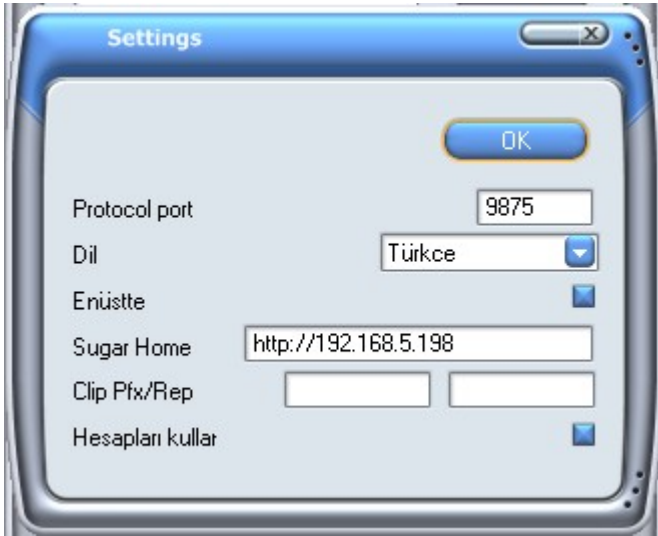 Settings
OK
Protocol port 9875
Dil Türkce
Enüstte
Sugar Home http://192.168.5.198
Clip Pfx/Rep
Hesapları kullar